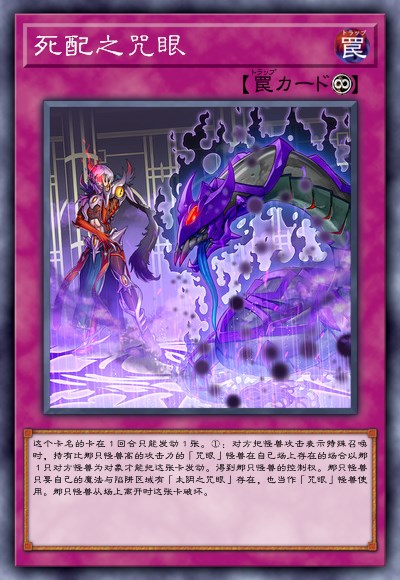 死配之咒眼
トラップ
罠
トラップ
【罠カード】
这个卡名的卡在１回合只能发动１张。①：对方把怪兽攻击表示特殊召唤
时，持有比那只怪兽高的攻击力的「咒眼」怪兽在自己场上存在的场合以那
１只对方怪兽为对象才能把这张卡发动。得到那只怪兽的控制权。那只怪兽
只要自己的魔法与陷阱区域有「太阴之咒眼」存在，也当作「咒眼」怪兽使
用。那只怪兽从场上离开时这张卡破坏。